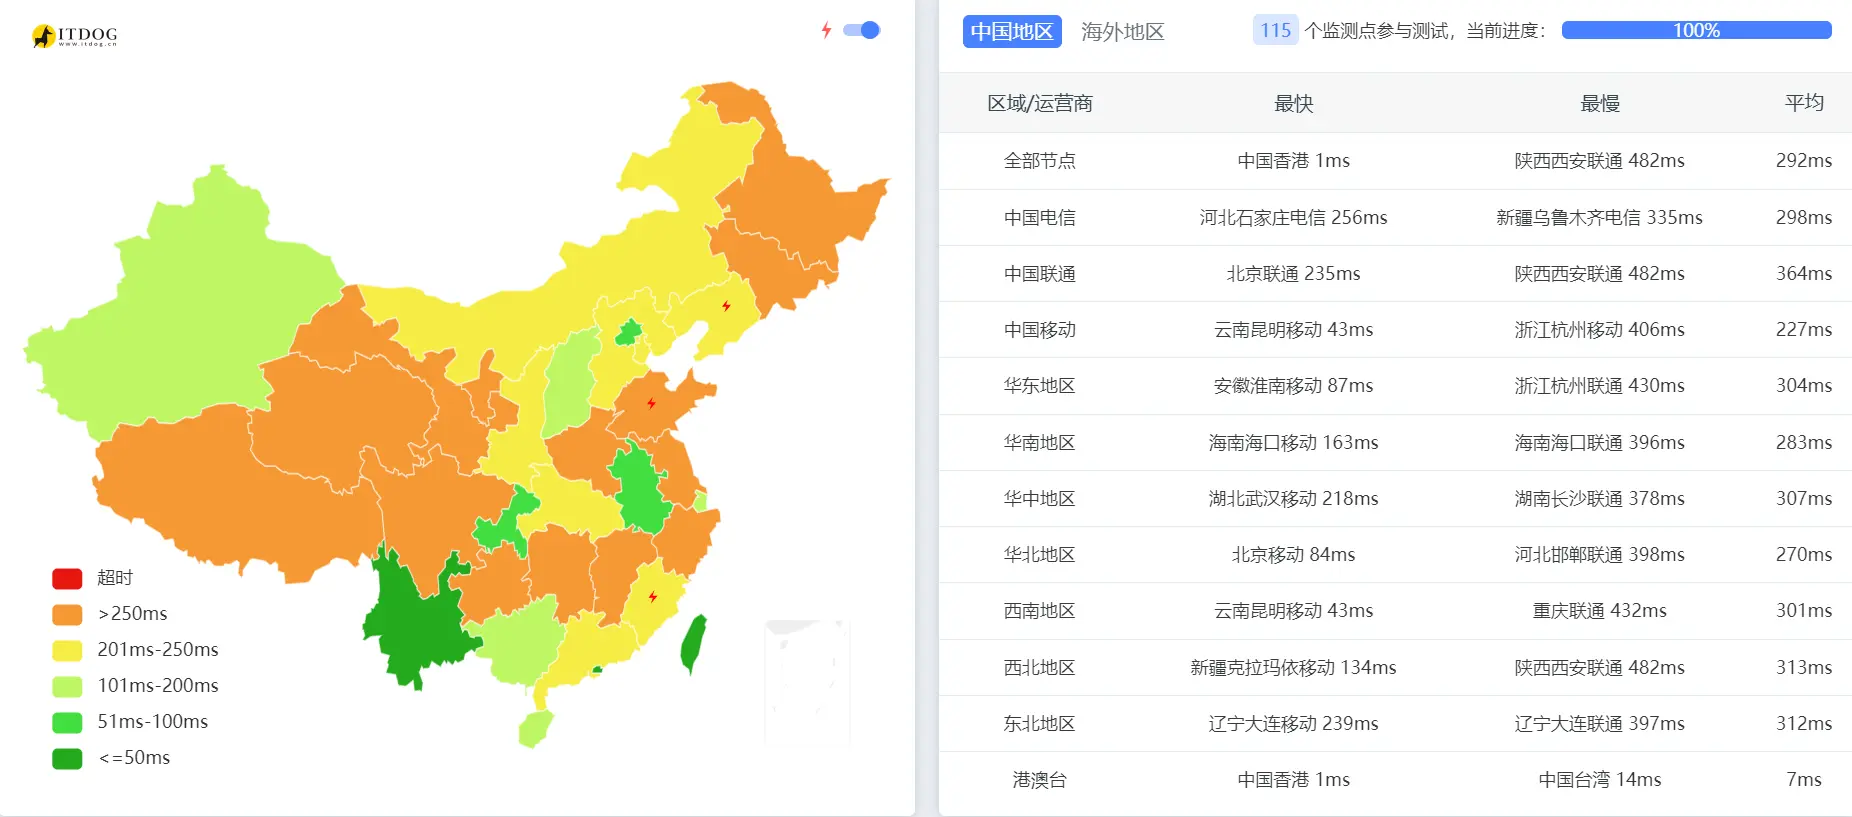 ITDOG
www.itdog.cn
超时
>250ms
201ms-250ms
101ms-200ms
51ms-100ms
<=50ms
中国地区 海外地区 115 个监测点参与测试，当前进度： 100%
区域/运营商 最快 最慢 平均
全部节点 中国香港 1ms 陕西西安联通 482ms 292ms
中国电信 河北石家庄电信 256ms 新疆乌鲁木齐电信 335ms 298ms
中国联通 北京联通 235ms 陕西西安联通 482ms 364ms
中国移动 云南昆明移动 43ms 浙江杭州移动 406ms 227ms
华东地区 安徽淮南移动 87ms 浙江杭州联通 430ms 304ms
华南地区 海南海口移动 163ms 海南海口联通 396ms 283ms
华中地区 湖北武汉移动 218ms 湖南长沙联通 378ms 307ms
华北地区 北京移动 84ms 河北邯郸联通 398ms 270ms
西南地区 云南昆明移动 43ms 重庆联通 432ms 301ms
西北地区 新疆克拉玛依移动 134ms 陕西西安联通 482ms 313ms
东北地区 辽宁大连移动 239ms 辽宁大连联通 397ms 312ms
港澳台 中国香港 1ms 中国台湾 14ms 7ms